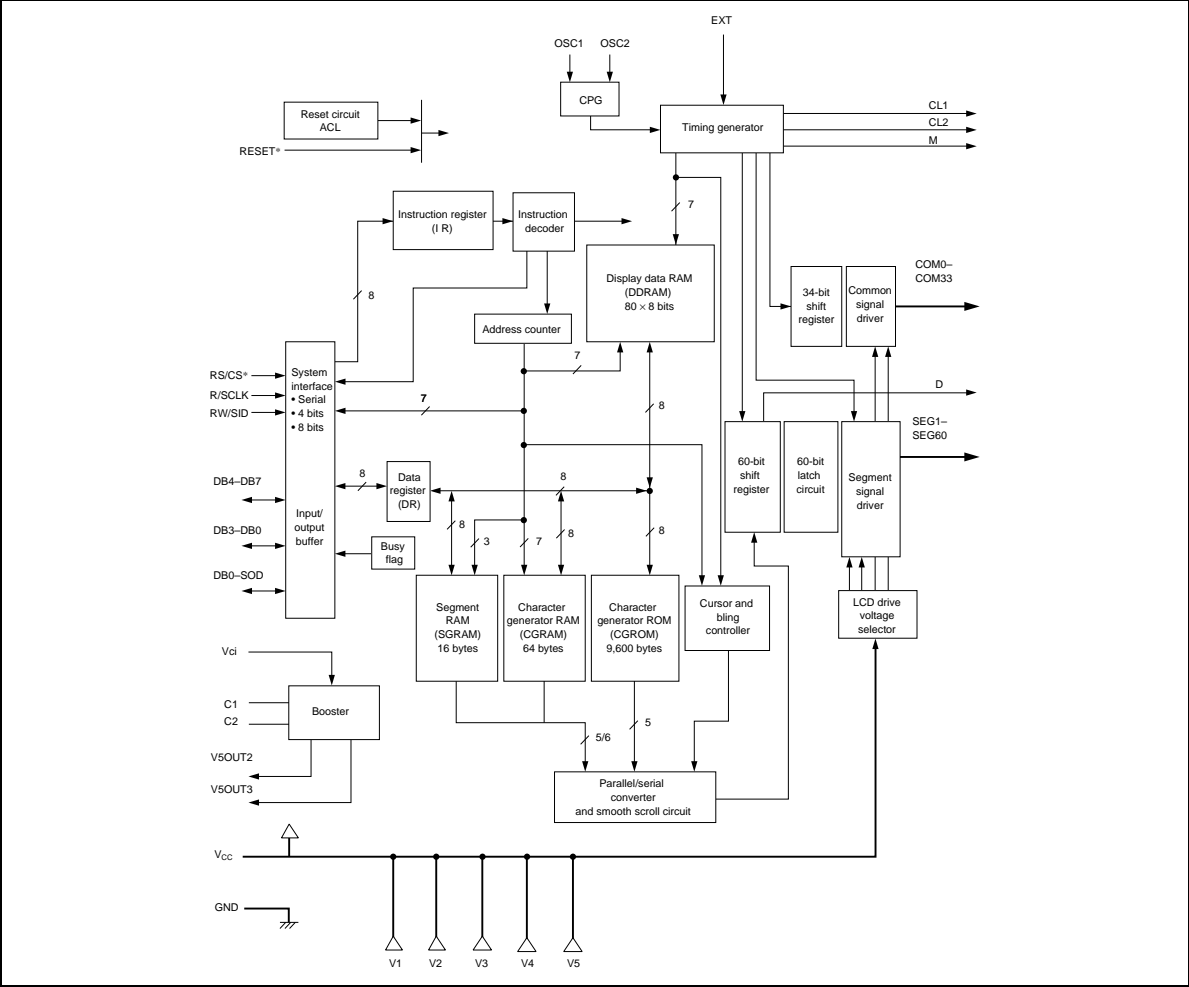 EXT
OSC1 OSC2
CPG
Timing generator
CL1
CL2
M
Reset circuit
ACL
RESET*
Instruction register
(I R)
Instruction
decoder
7
8
Display data RAM
(DDRAM)
80 × 8 bits
34-bit
shift
register
Common
signal
driver
COM0–
COM33
Address counter
7
RS/CS*
R/SCLK
RW/SID
System
interface
• Serial
• 4 bits
• 8 bits
7
8
D
SEG1–
SEG60
60-bit
shift
register
60-bit
latch
circuit
Segment
signal
driver
DB4–DB7
DB3–DB0
DB0–SOD
Input/
output
buffer
8
Data
register
(DR)
8
8
3
7
8
8
Busy
flag
Segment
RAM
(SGRAM)
16 bytes
Character
generator RAM
(CGRAM)
64 bytes
Character
generator ROM
(CGROM)
9,600 bytes
Cursor and
bling
controller
LCD drive
voltage
selector
Vci
C1
C2
Booster
V5OUT2
V5OUT3
5/6
5
Parallel/serial
converter
and smooth scroll circuit
VCC
GND
V1 V2 V3 V4 V5